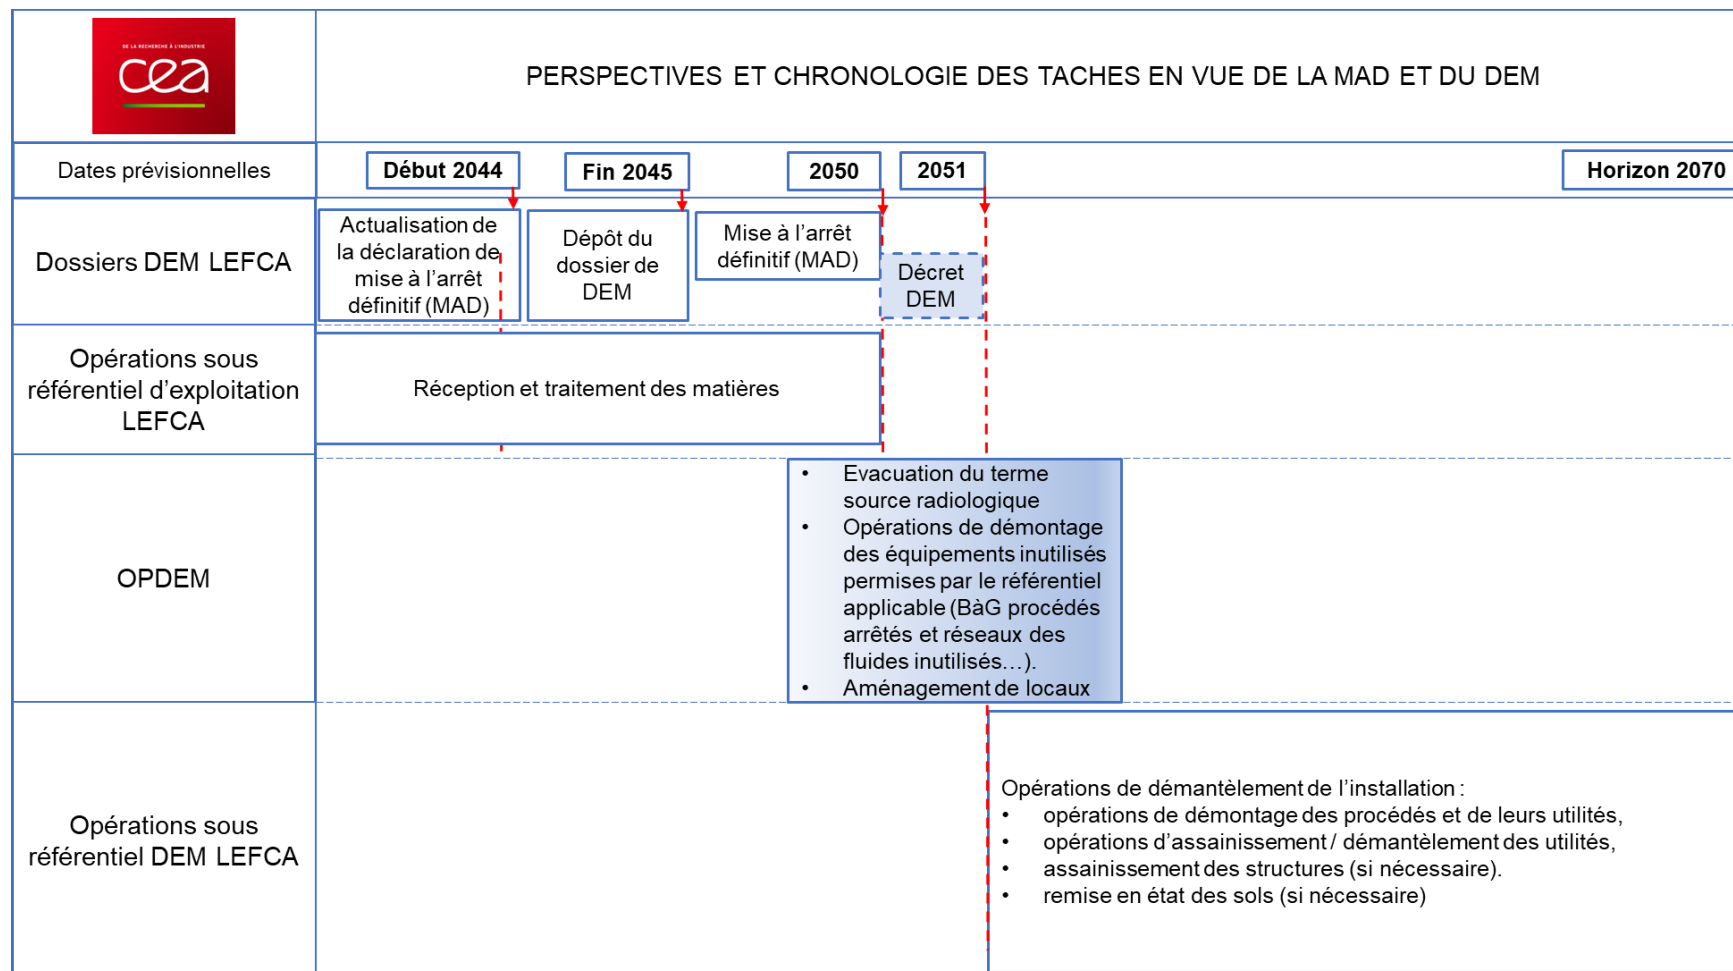 DE LA RECHERCHE À L'INDUSTRIE
cea
PERSPECTIVES ET CHRONOLOGIE DES TACHES EN VUE DE LA MAD ET DU DEM
Dates prévisionnelles
Début 2044
Fin 2045
2050
2051
Horizon 2070
Dossiers DEM LEFCA
Actualisation de
la déclaration de
mise à l'arrêt
définitif (MAD)
Dépôt du
dossier de
DEM
Mise à l'arrêt
définitif (MAD)
Décret
DEM
Opérations sous
référentiel d'exploitation
LEFCA
Réception et traitement des matières
OPDEM
• Evacuation du terme
source radiologique
• Opérations de démontage
des équipements inutilisés
permises par le référentiel
applicable (BàG procédés
arrêtés et réseaux des
fluides inutilisés…).
• Aménagement de locaux
Opérations sous
référentiel DEM LEFCA
Opérations de démantèlement de l'installation :
• opérations de démontage des procédés et de leurs utilités,
• opérations d'assainissement / démantèlement des utilités,
• assainissement des structures (si nécessaire).
• remise en état des sols (si nécessaire)